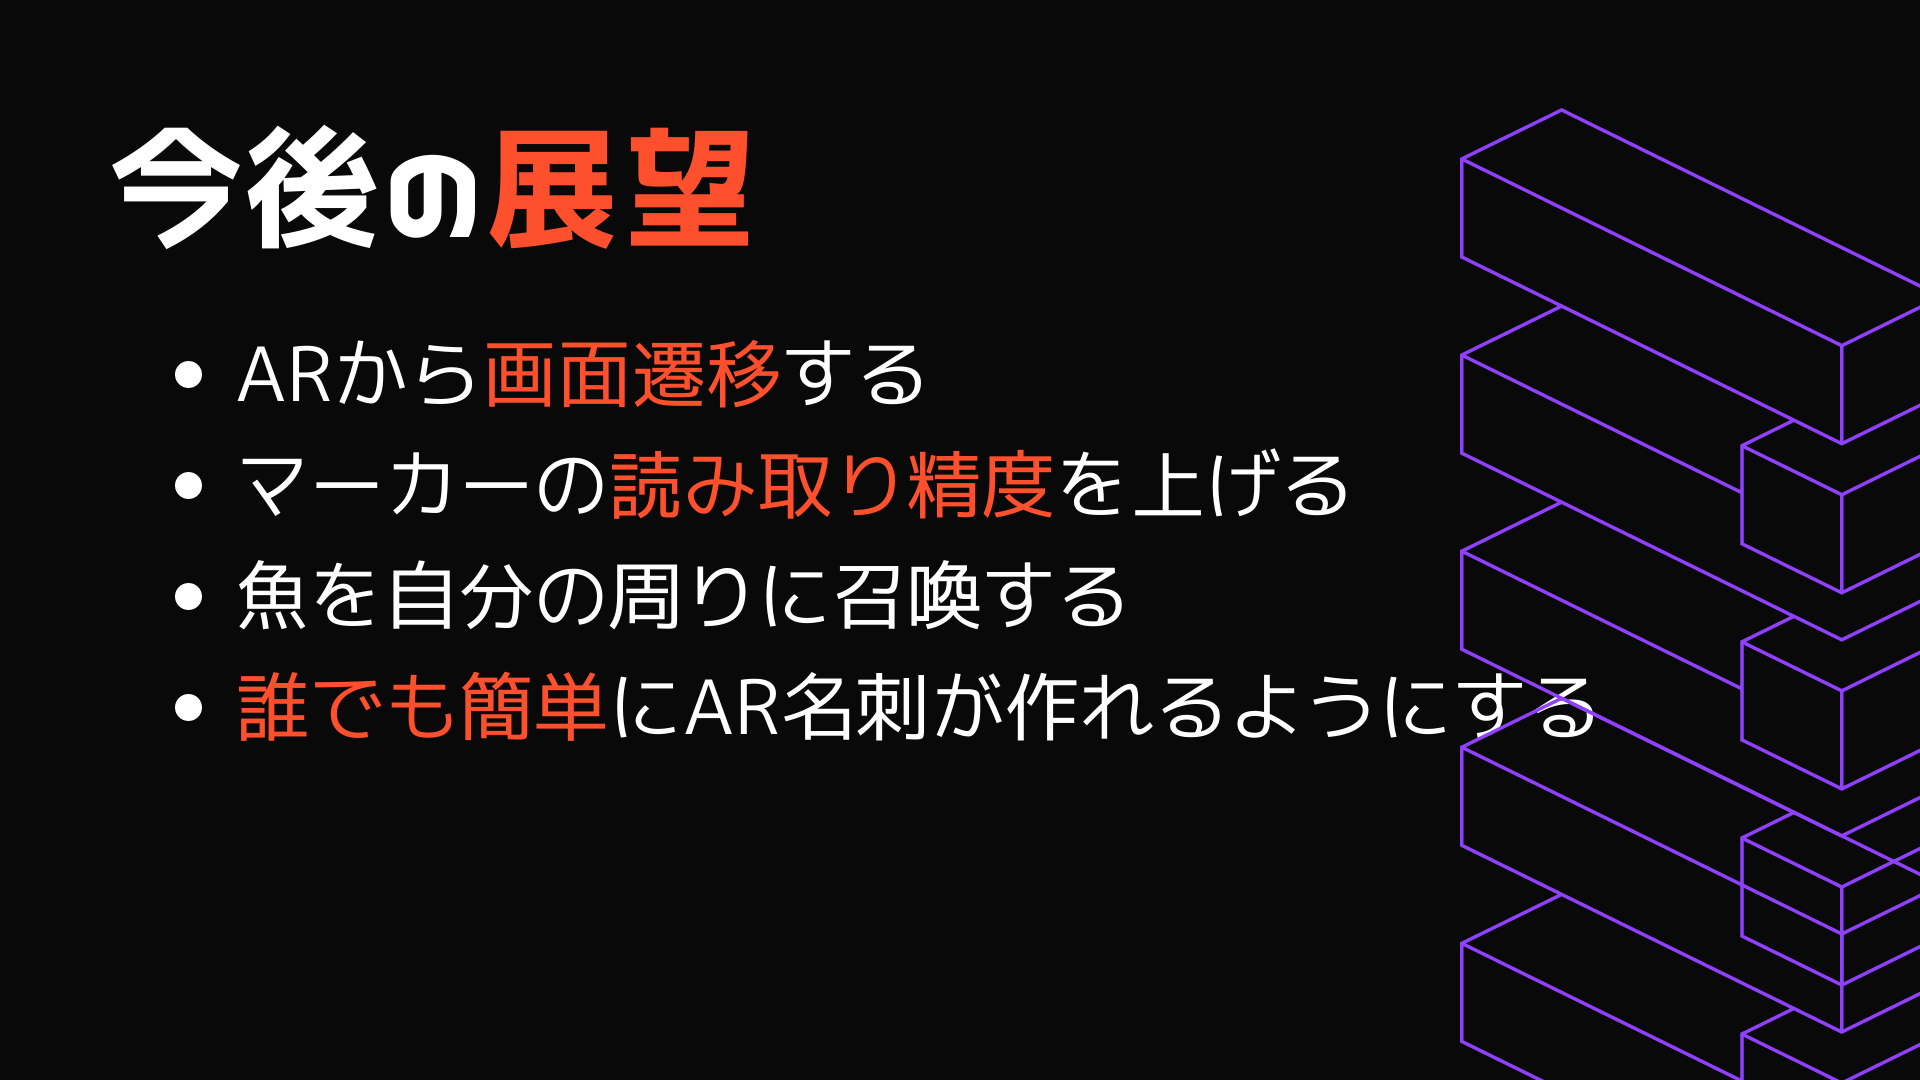 今後の展望
• ARから画面遷移する
• マーカーの読み取り精度を上げる
• 魚を自分の周りに召喚する
• 誰でも簡単にAR名刺が作れるようにする